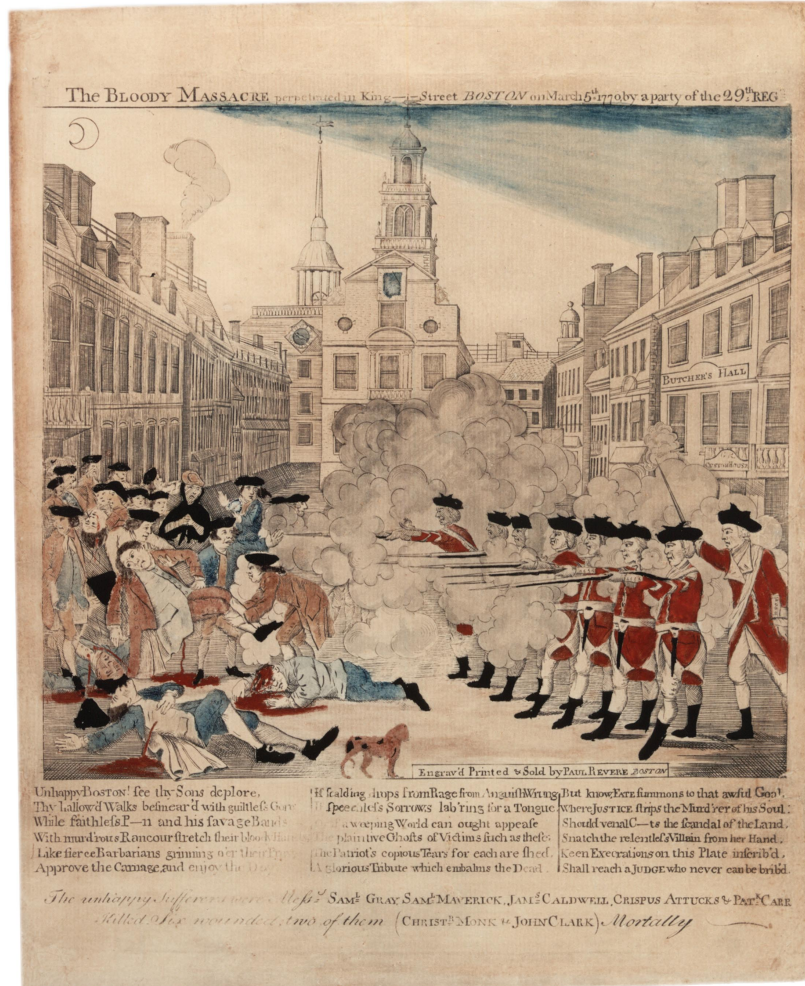 The BLOODY MASSACRE perpetrated in King—Street BOSTON on March 5th 1770 by a party of the 29th REGT
BUTCHER'S HALL
Engrav'd Printed & Sold by PAUL REVERE BOSTON
Unhappy BOSTON! see thy Sons deplore,
Thy hallow'd Walks besmear'd with guiltless Gore
While faithless P—n and his savage Bands
With murd'rous Rancour stretch their bloody
Like fierce Barbarians grinning o'er their
Approve the Carnage, and enjoy the
If scalding drops from Rage from Anguish Wrung
If speechless Sorrows lab'ring for a Tongue
a weeping World can ought appease
The plaintive Ghosts of Victims such as these
The Patriot's copious Tears for each are shed,
A glorious Tribute which embalms the Dead
But know, FATE summons to that awful Goal,
Where JUSTICE strips the Murd'rer of his Soul:
Should venal C—ts the scandal of the Land,
Snatch the relentless Villain from her Hand,
Keen Execrations on this Plate inscrib'd,
Shall reach a JUDGE who never can be brib'd.
The unhappy Sufferers were Messrs SAML GRAY, SAML MAVERICK, JAMS CALDWELL, CRISPUS ATTUCKS & PATK CARR
Killed Six wounded; two of them (CHRISTR MONK & JOHN CLARK) Mortally